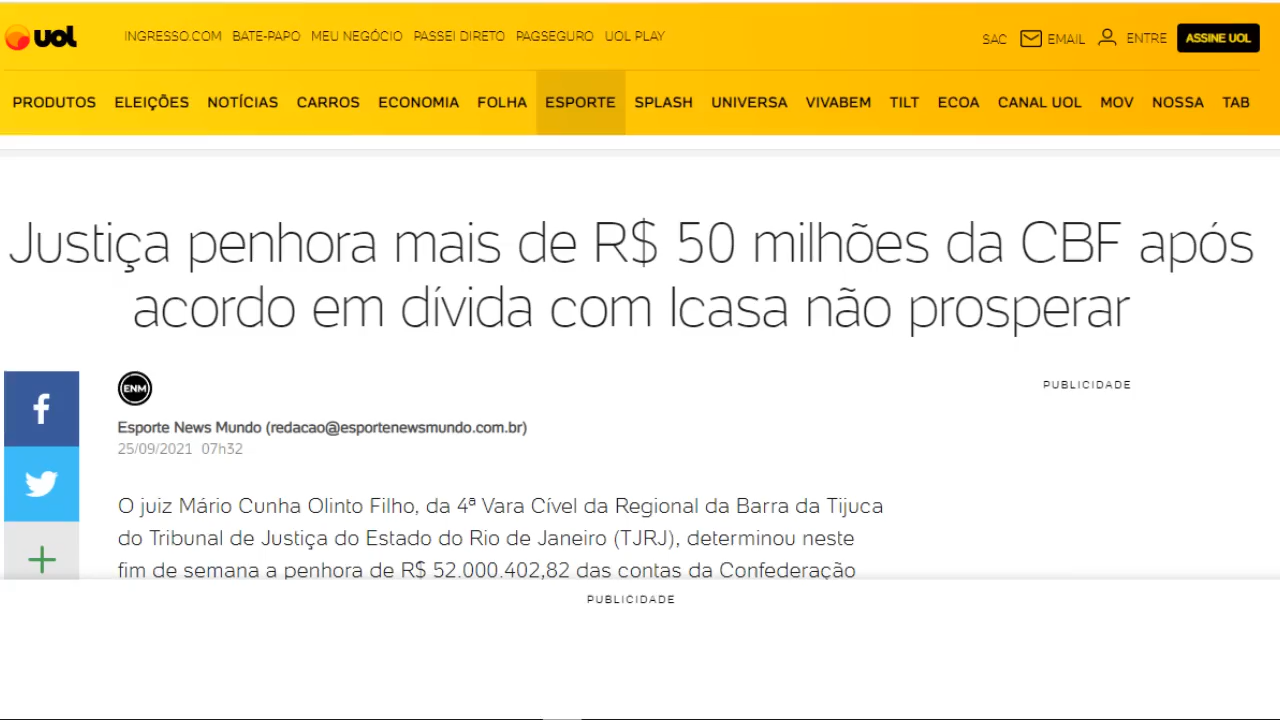 uol INGRESSO.COM BATE-PAPO MEU NEGÓCIO PASSEI DIRETO PAGSEGURO UOL PLAY SAC EMAIL ENTRE ASSINE UOL
PRODUTOS ELEIÇÕES NOTÍCIAS CARROS ECONOMIA FOLHA ESPORTE SPLASH UNIVERSA VIVABEM TILT ECOA CANAL UOL MOV NOSSA TAB
Justiça penhora mais de R$ 50 milhões da CBF após
acordo em dívida com Icasa não prosperar
ENM
PUBLICIDADE
Esporte News Mundo (redacao@esportenewsmundo.com.br)
25/09/2021 07h32
O juiz Mário Cunha Olinto Filho, da 4ª Vara Cível da Regional da Barra da Tijuca
do Tribunal de Justiça do Estado do Rio de Janeiro (TJRJ), determinou neste
fim de semana a penhora de R$ 52.000.402,82 das contas da Confederação
PUBLICIDADE